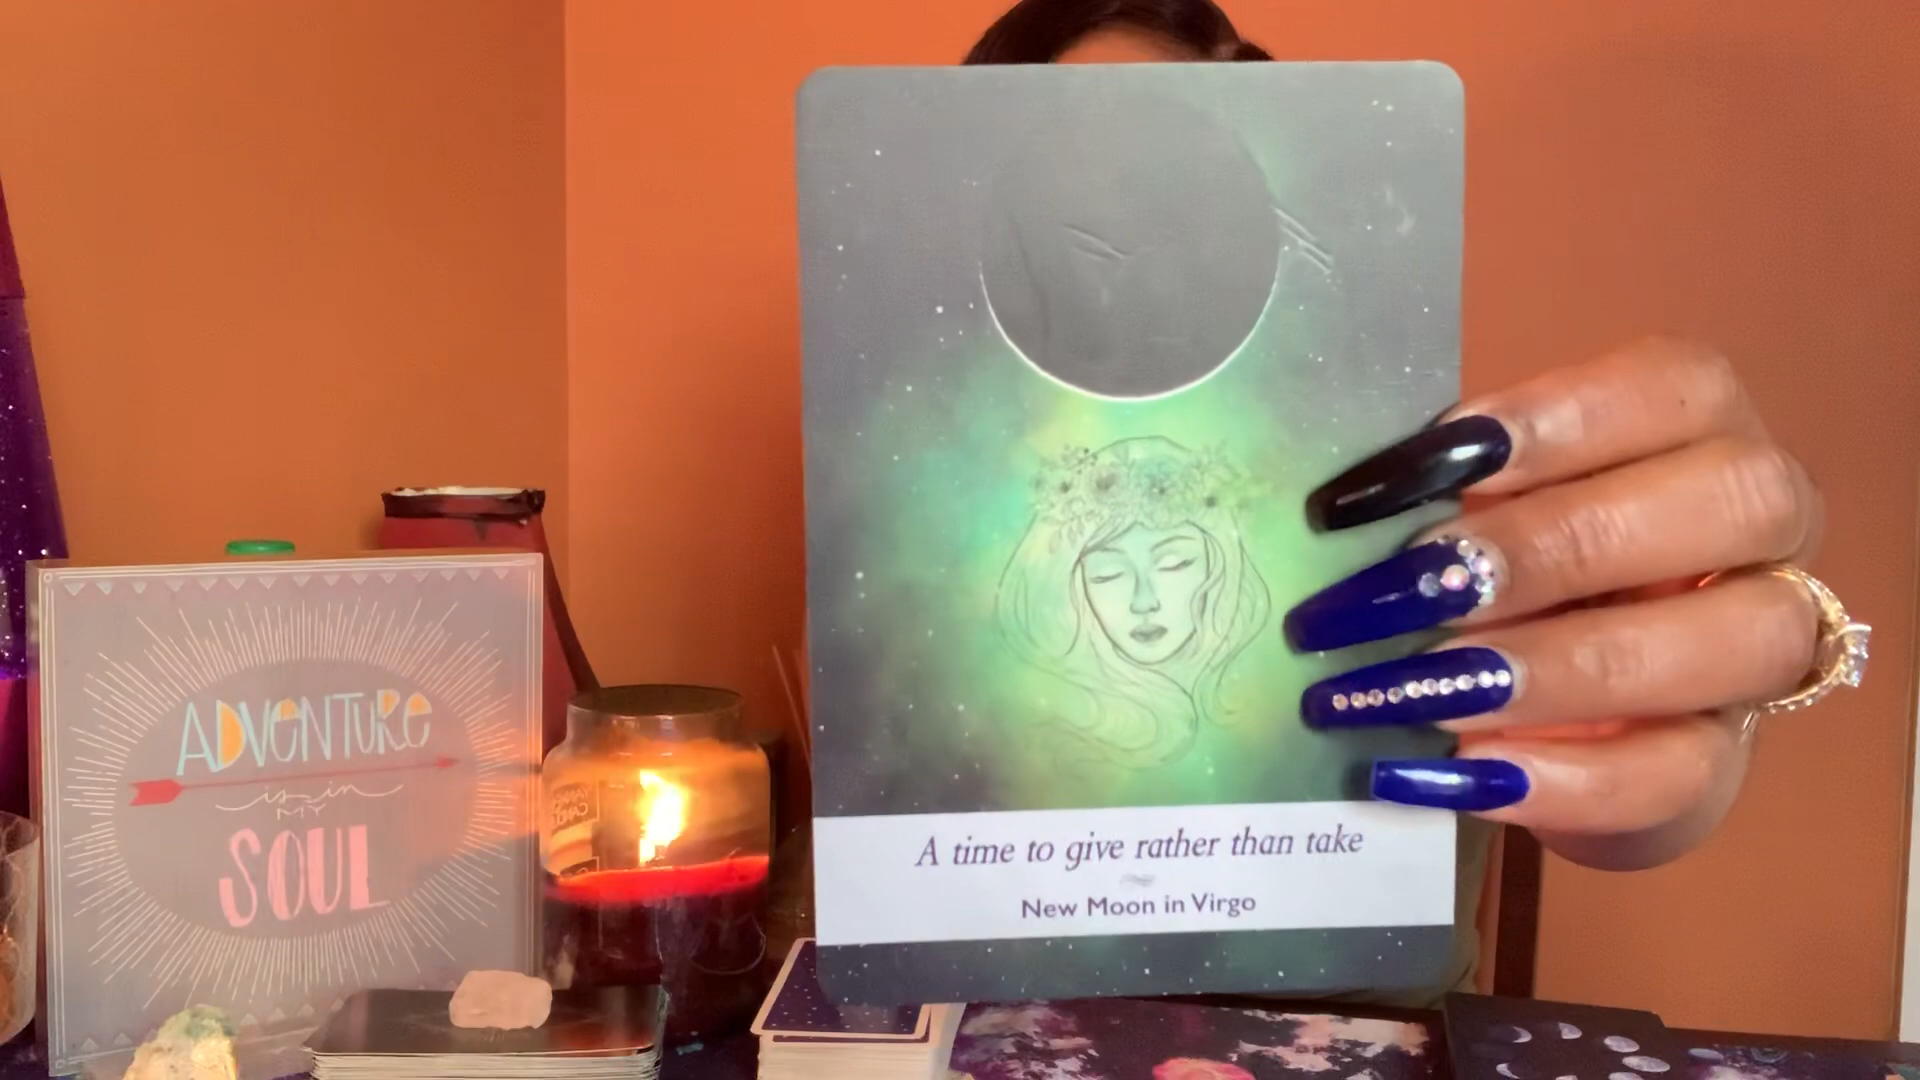 ADVENTURE
is in
MY
SOUL
A time to give rather than take
New Moon in Virgo